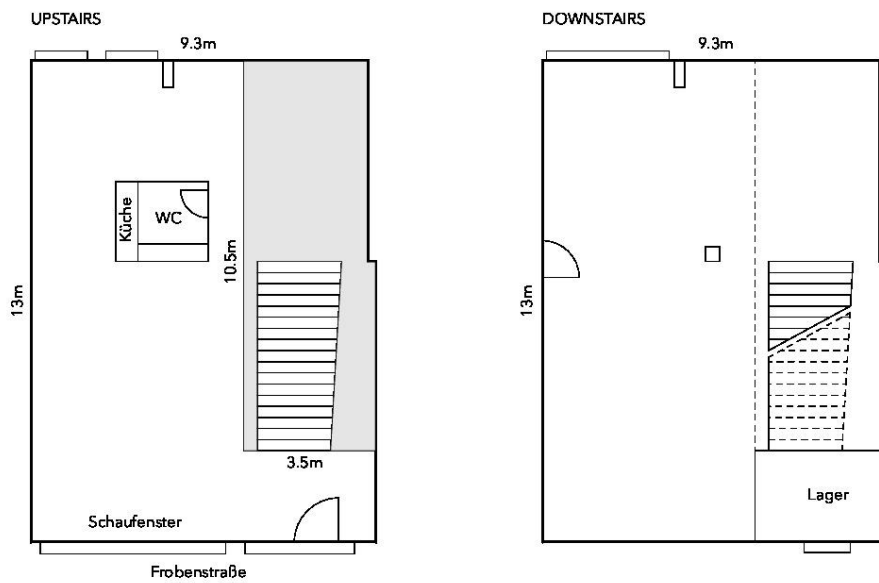 UPSTAIRS
9.3m
Küche
WC
10.5m
13m
3.5m
Schaufenster
Frobenstraße
DOWNSTAIRS
9.3m
13m
Lager